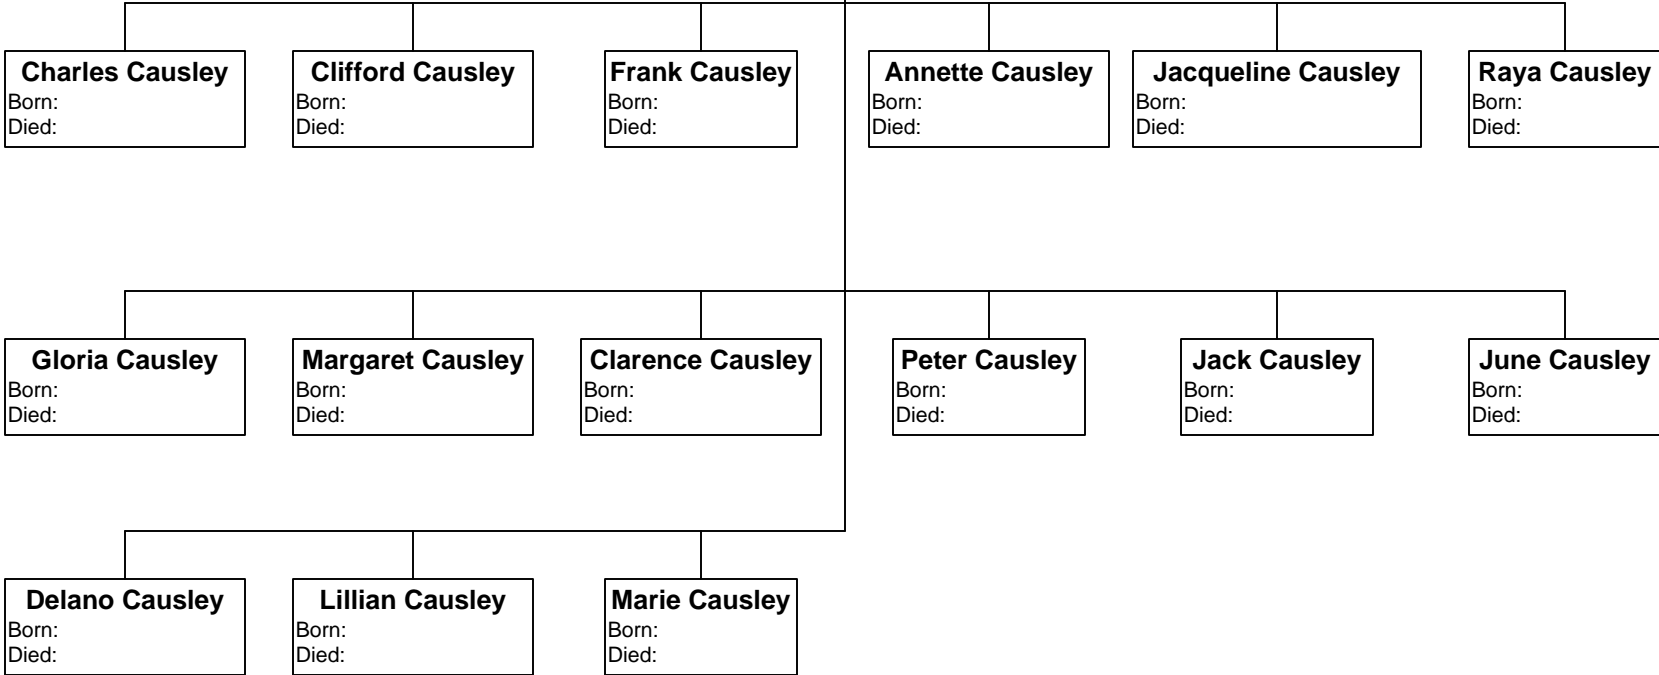 Charles Causley
Born:
Died:
Clifford Causley
Born:
Died:
Frank Causley
Born:
Died:
Annette Causley
Born:
Died:
Jacqueline Causley
Born:
Died:
Raya Causley
Born:
Died:
Gloria Causley
Born:
Died:
Margaret Causley
Born:
Died:
Clarence Causley
Born:
Died:
Peter Causley
Born:
Died:
Jack Causley
Born:
Died:
June Causley
Born:
Died:
Delano Causley
Born:
Died:
Lillian Causley
Born:
Died:
Marie Causley
Born:
Died: